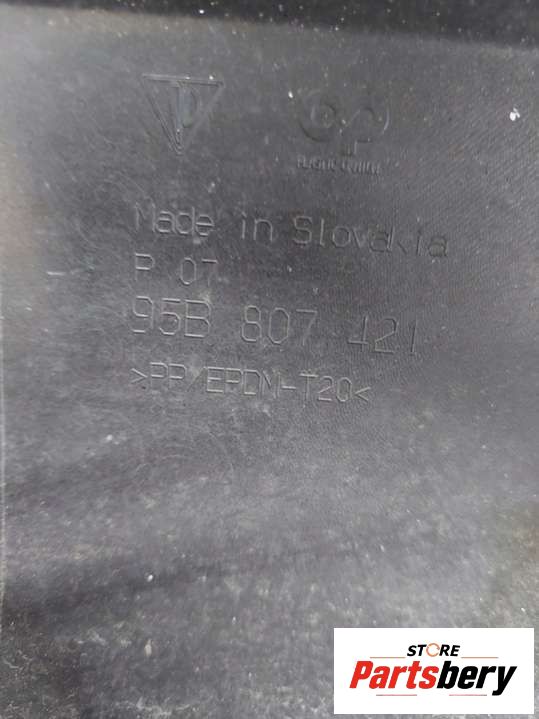 Made in Slovakia
P 07
95B 807 421
>PP/EPDM-T20<
STORE
Partsbery